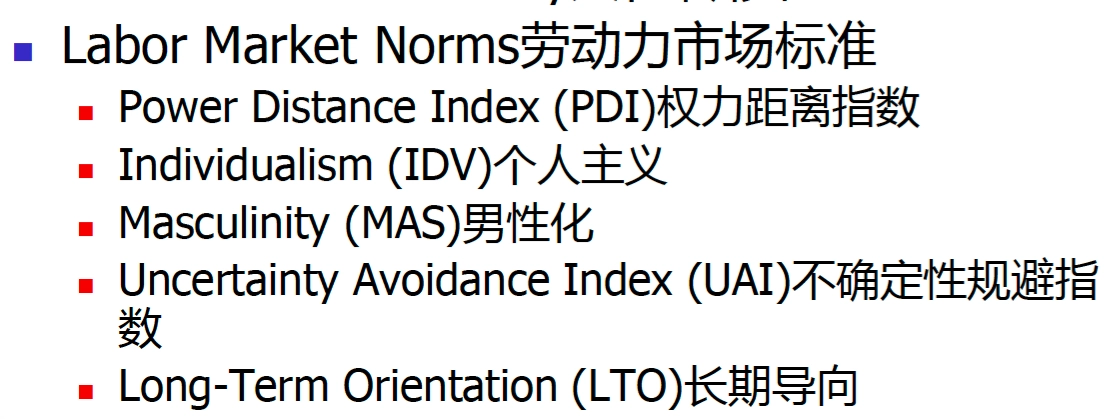 Labor Market Norms劳动力市场标准
Power Distance Index (PDI)权力距离指数
Individualism (IDV)个人主义
Masculinity (MAS)男性化
Uncertainty Avoidance Index (UAI)不确定性规避指
数
Long-Term Orientation (LTO)长期导向